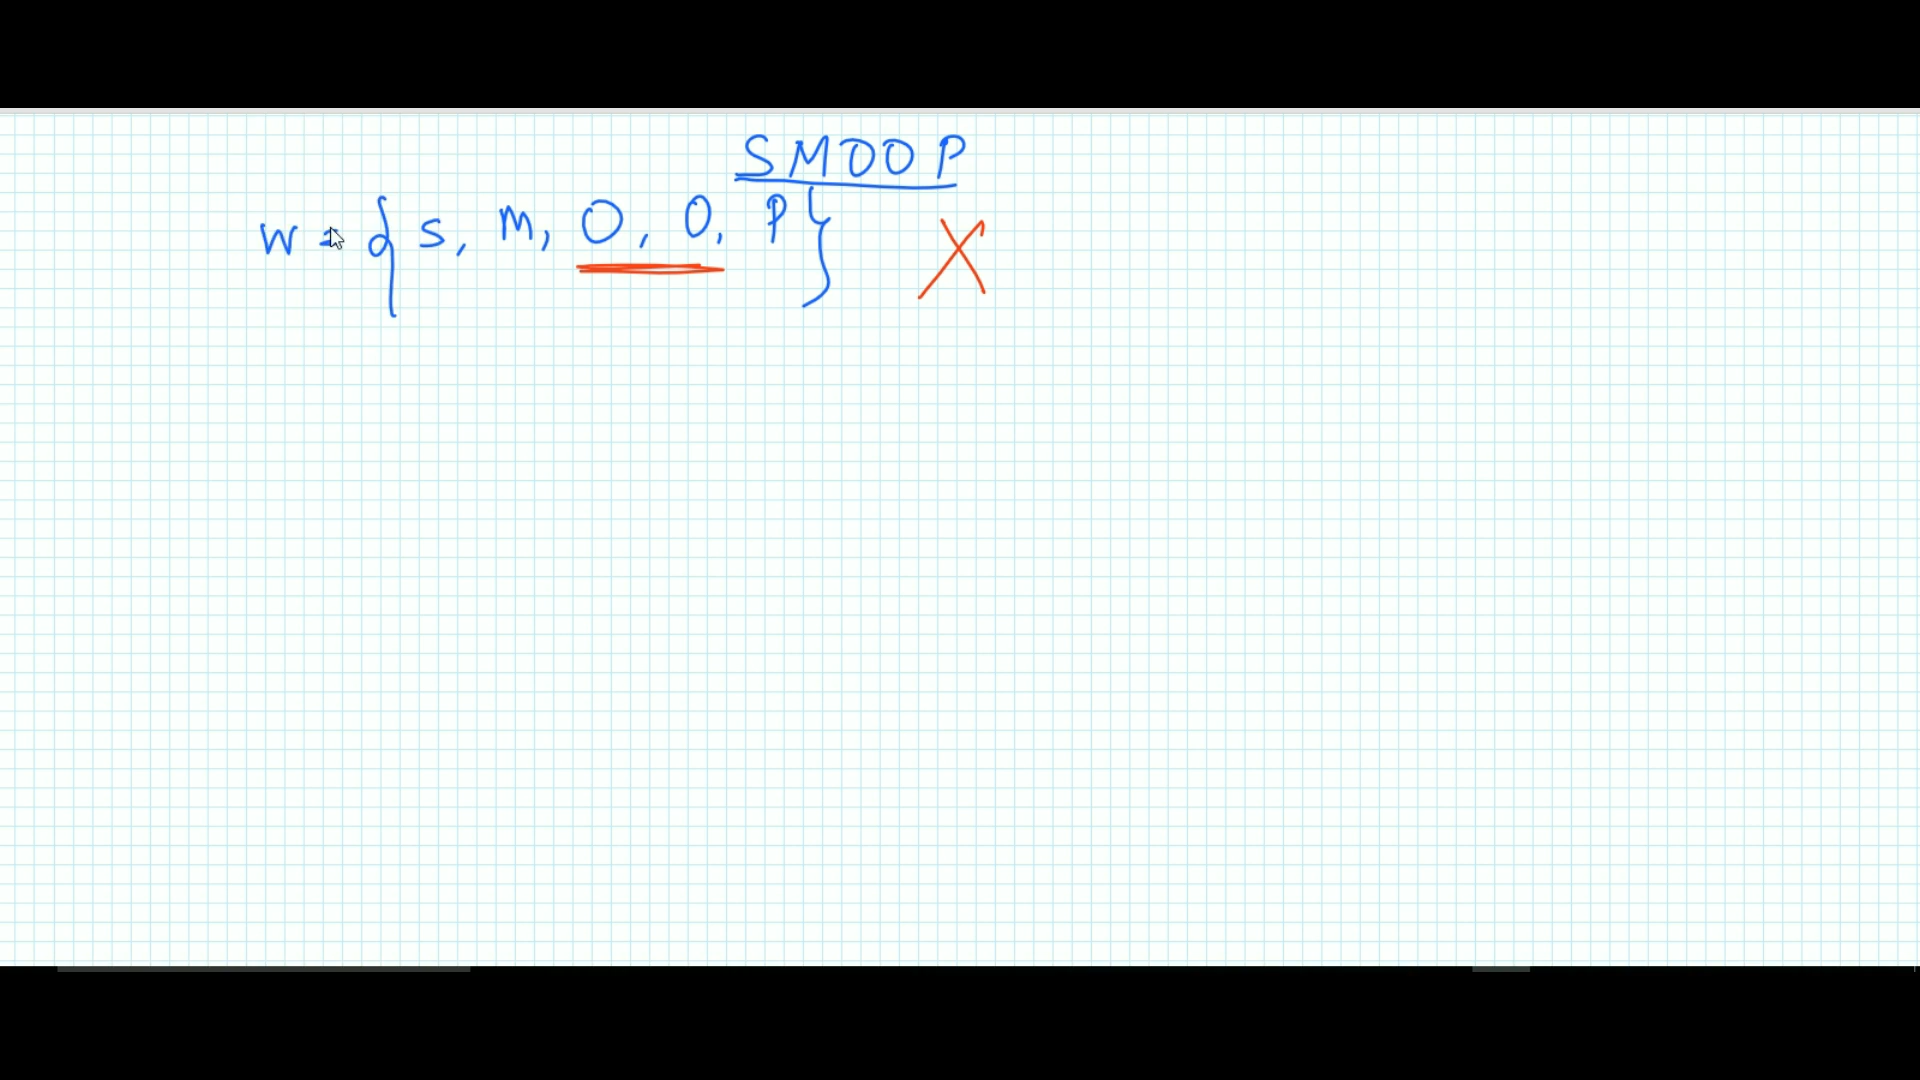 SMOOP
W = {S, M, O, O, P} X